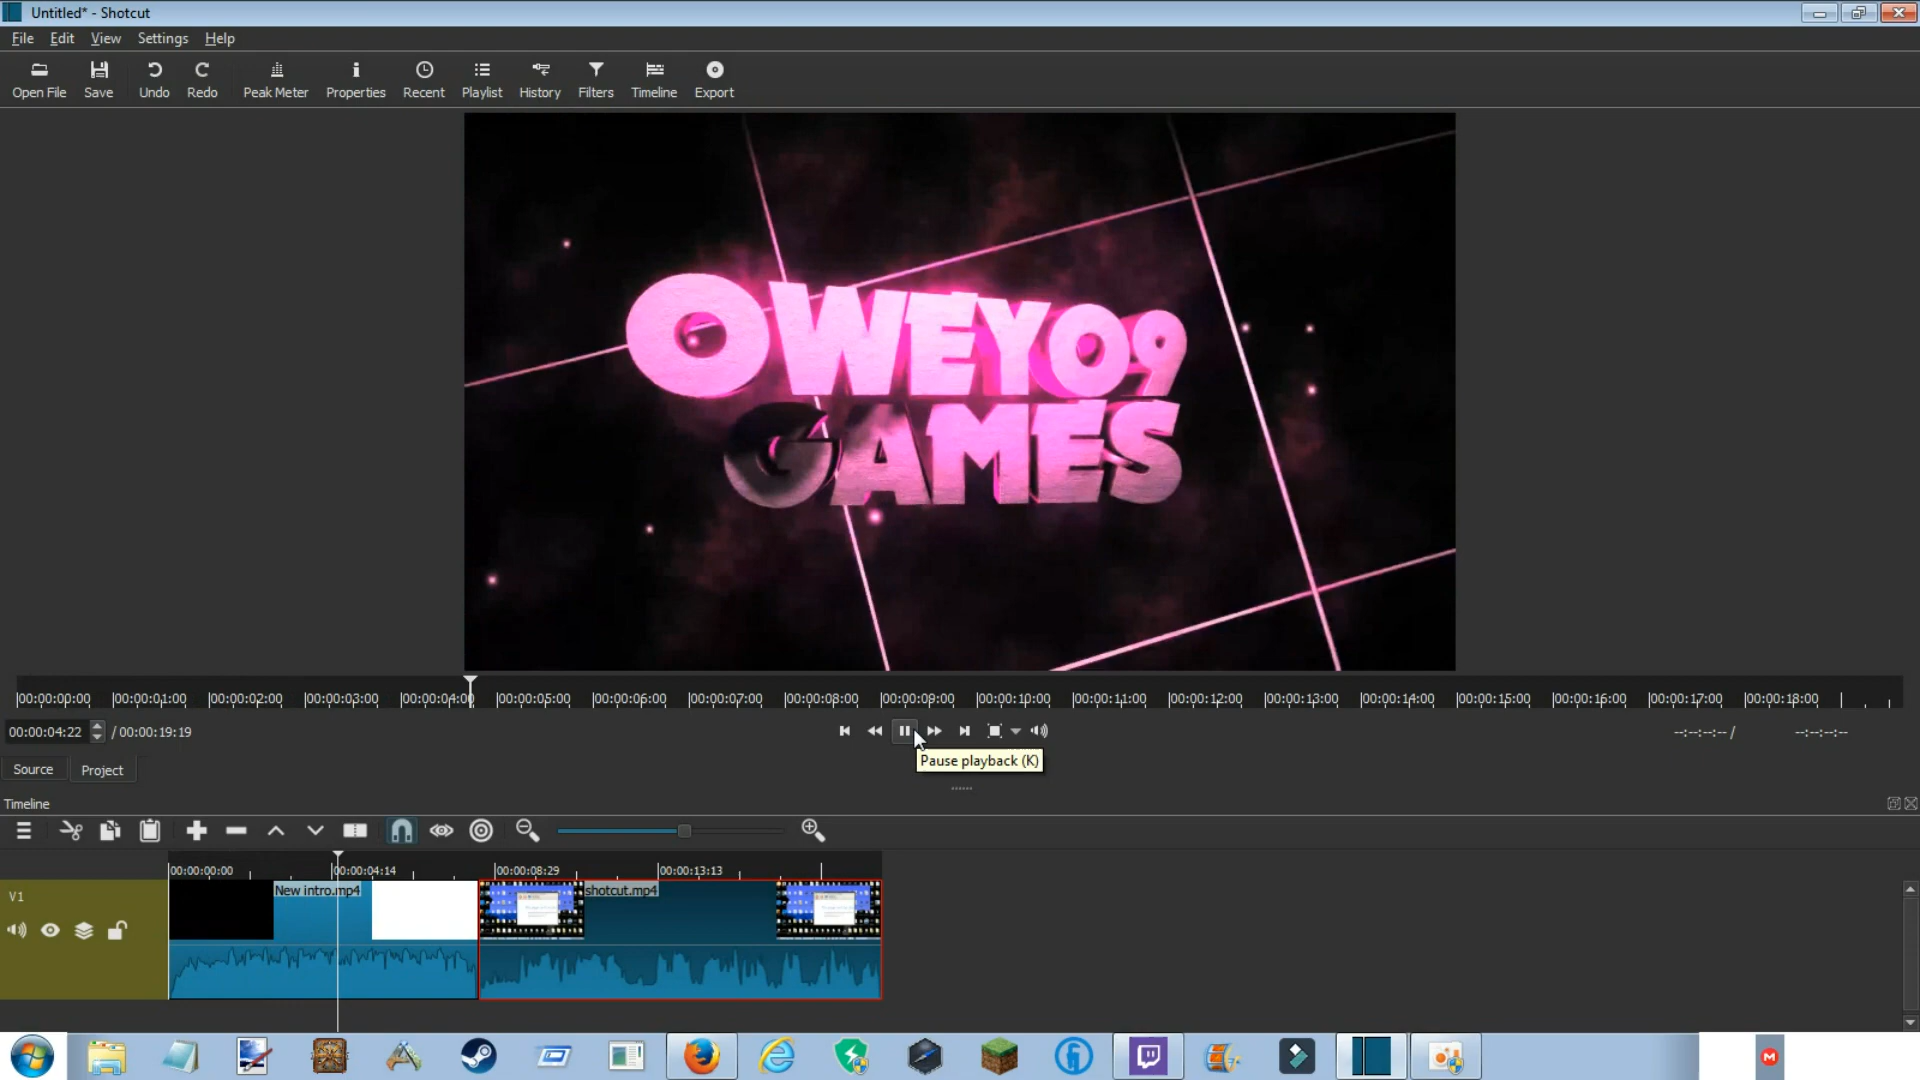 Untitled* - Shotcut
File Edit View Settings Help
Open File Save Undo Redo Peak Meter Properties Recent Playlist History Filters Timeline Export
OWEY09
GAMES
00:00:00:00 00:00:01:00 00:00:02:00 00:00:03:00 00:00:04:00 00:00:05:00 00:00:06:00 00:00:07:00 00:00:08:00 00:00:09:00 00:00:10:00 00:00:11:00 00:00:12:00 00:00:13:00 00:00:14:00 00:00:15:00 00:00:16:00 00:00:17:00 00:00:18:00
00:00:04:22 / 00:00:19:19 --:--:--:-- / --:--:--:--
Pause playback (K)
Source Project
Timeline
00:00:00:00 00:00:04:14 00:00:08:29 00:00:13:13
V1 New intro.mp4 shotcut.mp4